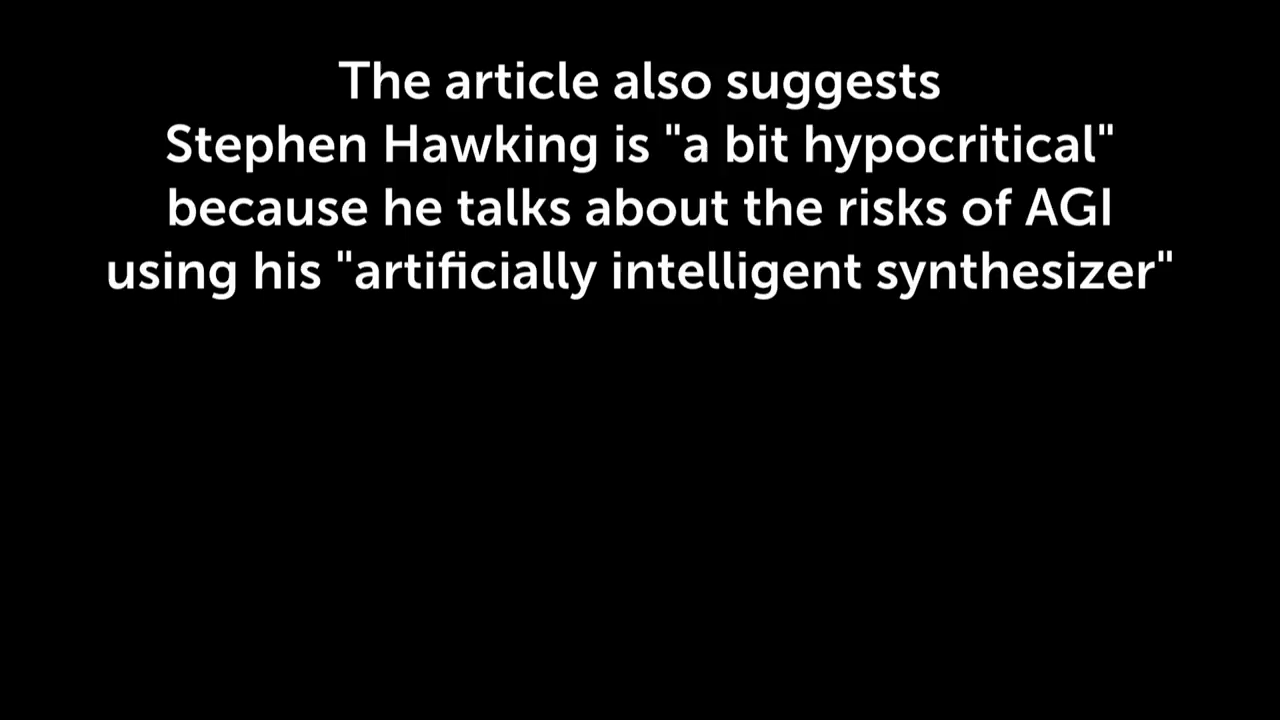 The article also suggests
Stephen Hawking is "a bit hypocritical"
because he talks about the risks of AGI
using his "artificially intelligent synthesizer"